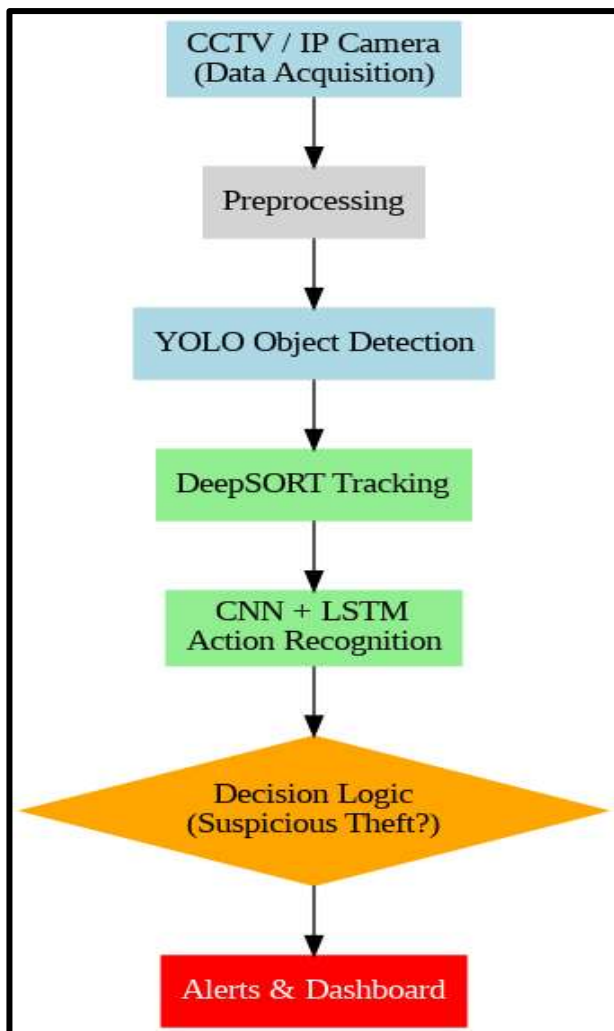 CCTV / IP Camera
(Data Acquisition)
Preprocessing
YOLO Object Detection
DeepSORT Tracking
CNN + LSTM
Action Recognition
Decision Logic
(Suspicious Theft?)
Alerts & Dashboard